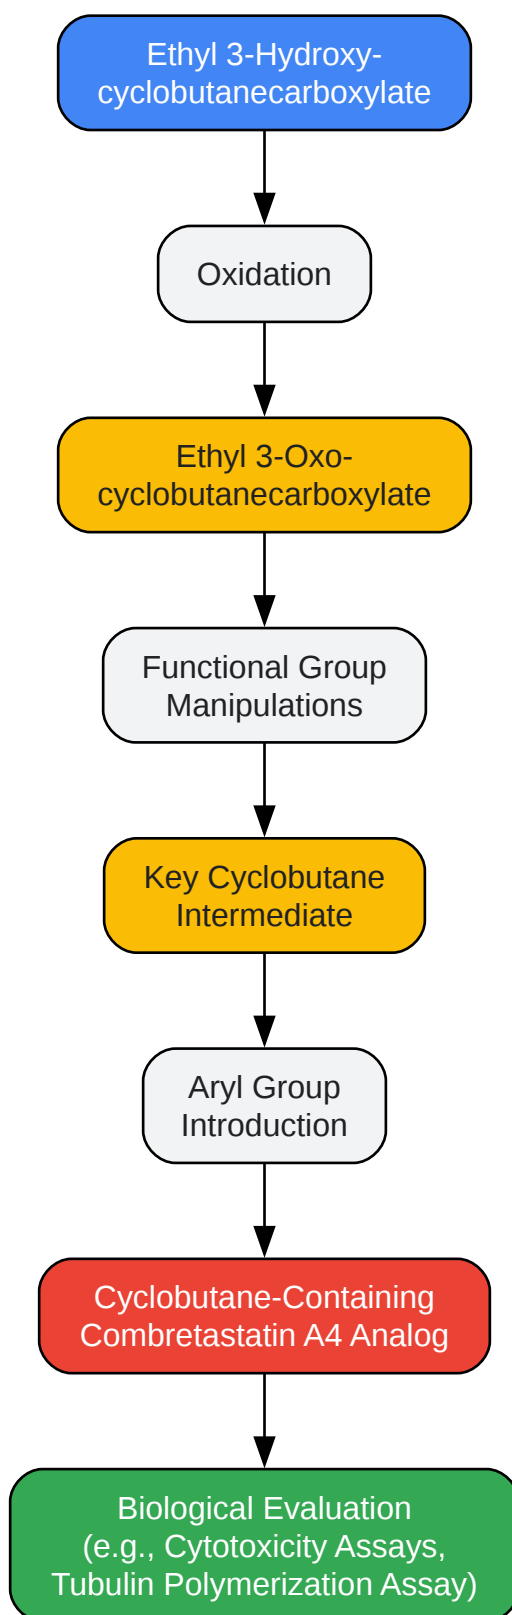 Ethyl 3-Hydroxy-
cyclobutanecarboxylate
Oxidation
Ethyl 3-Oxo-
cyclobutanecarboxylate
Functional Group
Manipulations
Key Cyclobutane
Intermediate
Aryl Group
Introduction
Cyclobutane-Containing
Combretastatin A4 Analog
Biological Evaluation
(e.g., Cytotoxicity Assays,
Tubulin Polymerization Assay)